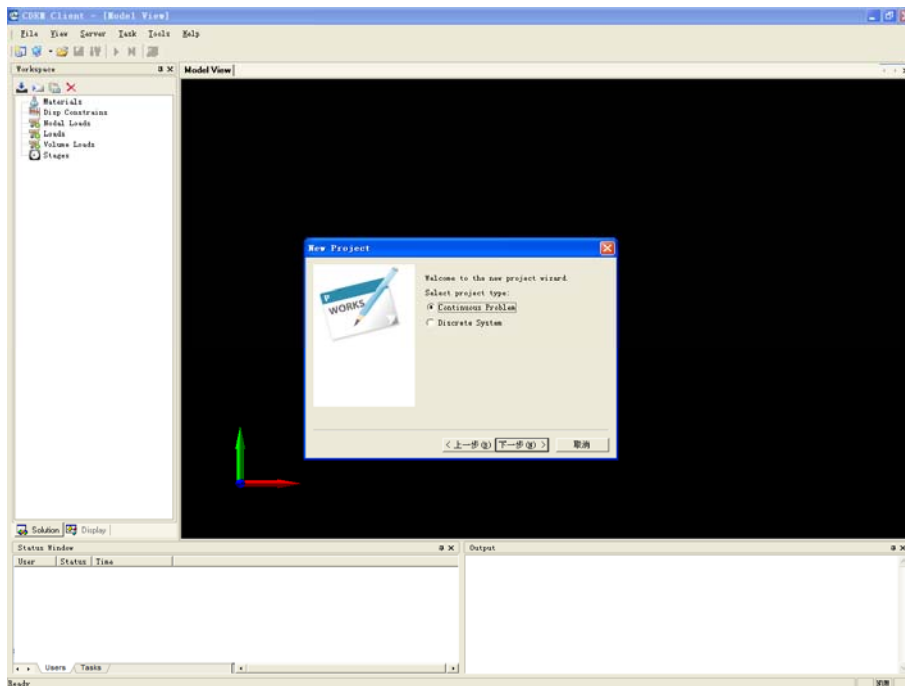 CDEM Client - [Model View]
File View Server Task Tools Help
Workspace
Model View
Materials
Disp Constrains
Nodal Loads
Loads
Volume Loads
Stages
New Project
P
WORKS
Welcome to the new project wizard.
Select project type:
Continuous Problem
Discrete System
< 上一步(B) 下一步(N) > 取消
Solution Display
Status Window
Output
User Status Time
Users Tasks
Ready
NUM